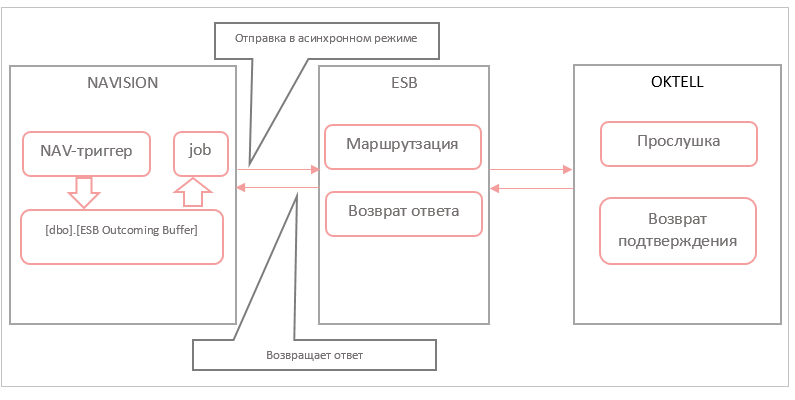 Отправка в асинхронном режиме
NAVISION
ESB
OKTELL
NAV-триггер
job
Маршрутзация
Прослушка
[dbo].[ESB Outcoming Buffer]
Возврат ответа
Возврат
подтверждения
Возвращает ответ